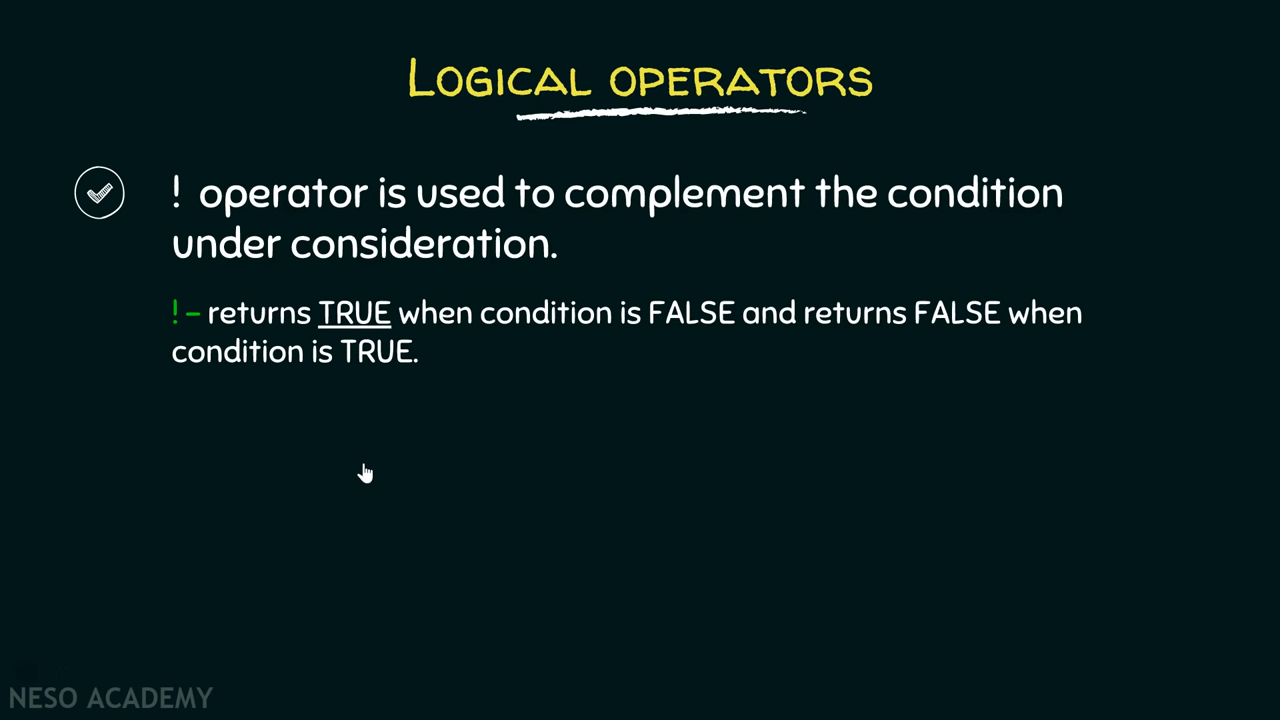 LOGICAL OPERATORS
! operator is used to complement the condition
under consideration.
! – returns TRUE when condition is FALSE and returns FALSE when
condition is TRUE.
NESO ACADEMY